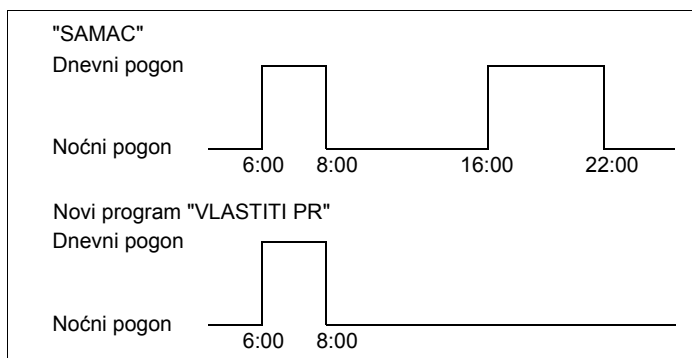 "SAMAC"
Dnevni pogon
Noćni pogon
6:00 8:00 16:00 22:00
Novi program "VLASTITI PR"
Dnevni pogon
Noćni pogon
6:00 8:00